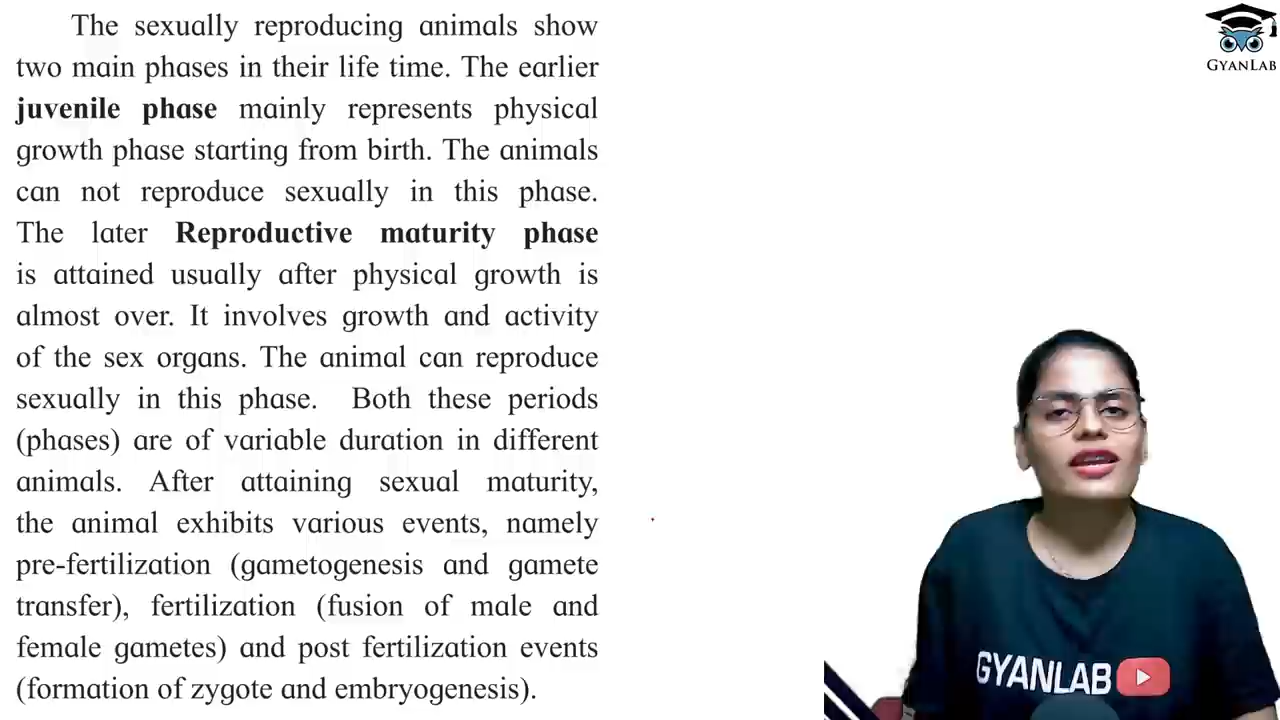 The sexually reproducing animals show
two main phases in their life time. The earlier
juvenile phase mainly represents physical
growth phase starting from birth. The animals
can not reproduce sexually in this phase.
The later Reproductive maturity phase
is attained usually after physical growth is
almost over. It involves growth and activity
of the sex organs. The animal can reproduce
sexually in this phase. Both these periods
(phases) are of variable duration in different
animals. After attaining sexual maturity,
the animal exhibits various events, namely
pre-fertilization (gametogenesis and gamete
transfer), fertilization (fusion of male and
female gametes) and post fertilization events
(formation of zygote and embryogenesis).
GYANLAB
GYANLAB